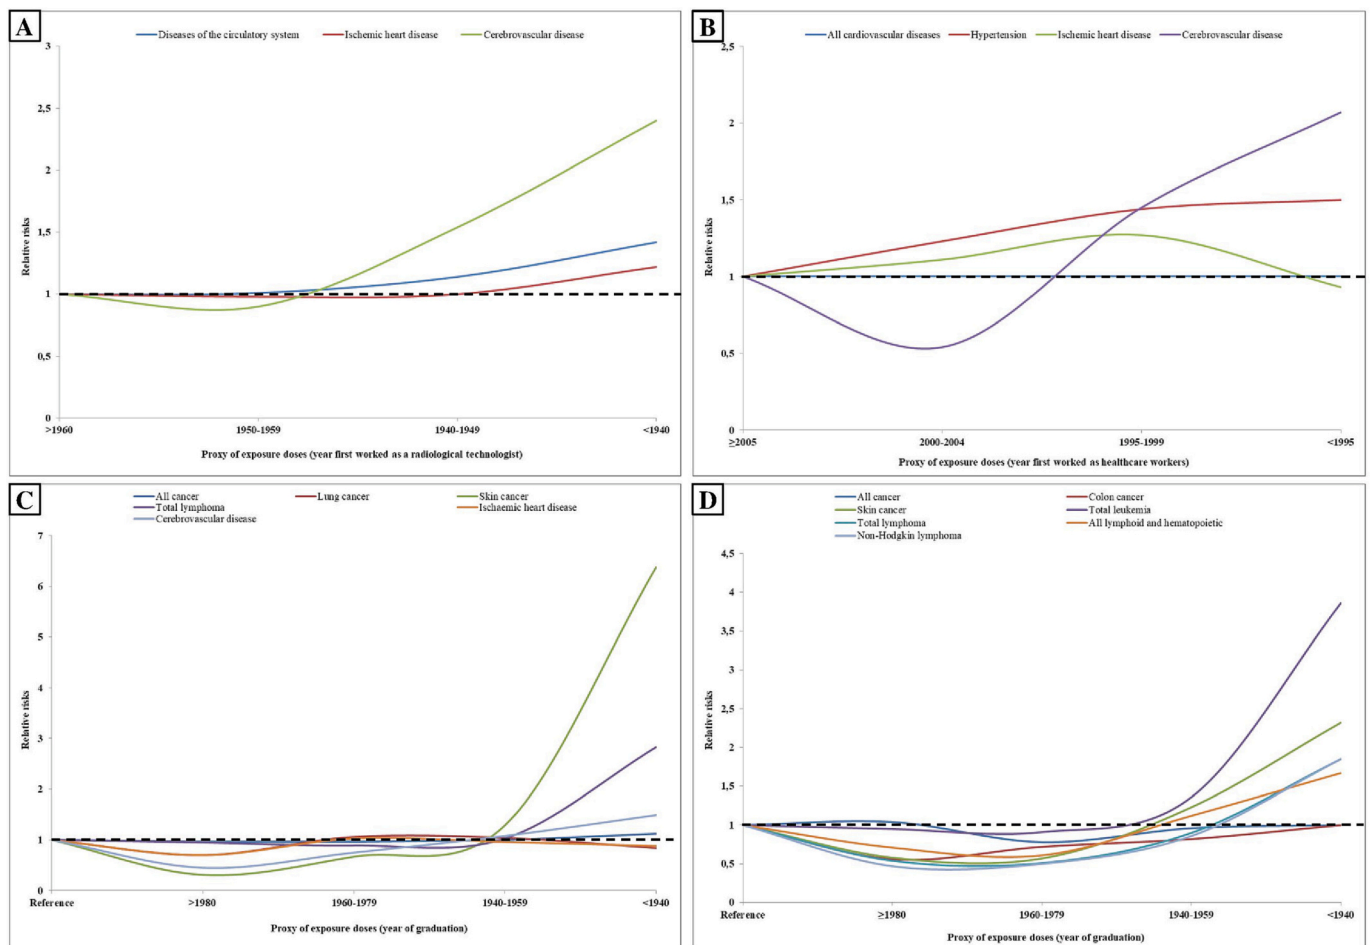 A
Diseases of the circulatory system Ischemic heart disease Cerebrovascular disease
3
2,5
2
1,5
1
0,5
0
Relative risks
>1960 1950-1959 1940-1949 <1940
Proxy of exposure doses (year first worked as a radiological technologist)
B
All cardiovascular diseases Hypertension Ischemic heart disease Cerebrovascular disease
2,5
2
1,5
1
0,5
0
Relative risks
≥2005 2000-2004 1995-1999 <1995
Proxy of exposure doses (year first worked as healthcare workers)
C
All cancer Lung cancer Skin cancer
Total lymphoma Ischaemic heart disease
Cerebrovascular disease
7
6
5
4
3
2
1
0
Relative risks
Reference >1980 1960-1979 1940-1959 <1940
Proxy of exposure doses (year of graduation)
D
All cancer Colon cancer
Skin cancer Total leukemia
Total lymphoma All lymphoid and hematopoietic
Non-Hodgkin lymphoma
4,5
4
3,5
3
2,5
2
1,5
1
0,5
0
Relative risks
Reference ≥1980 1960-1979 1940-1959 <1940
Proxy of exposure doses (year of graduation)